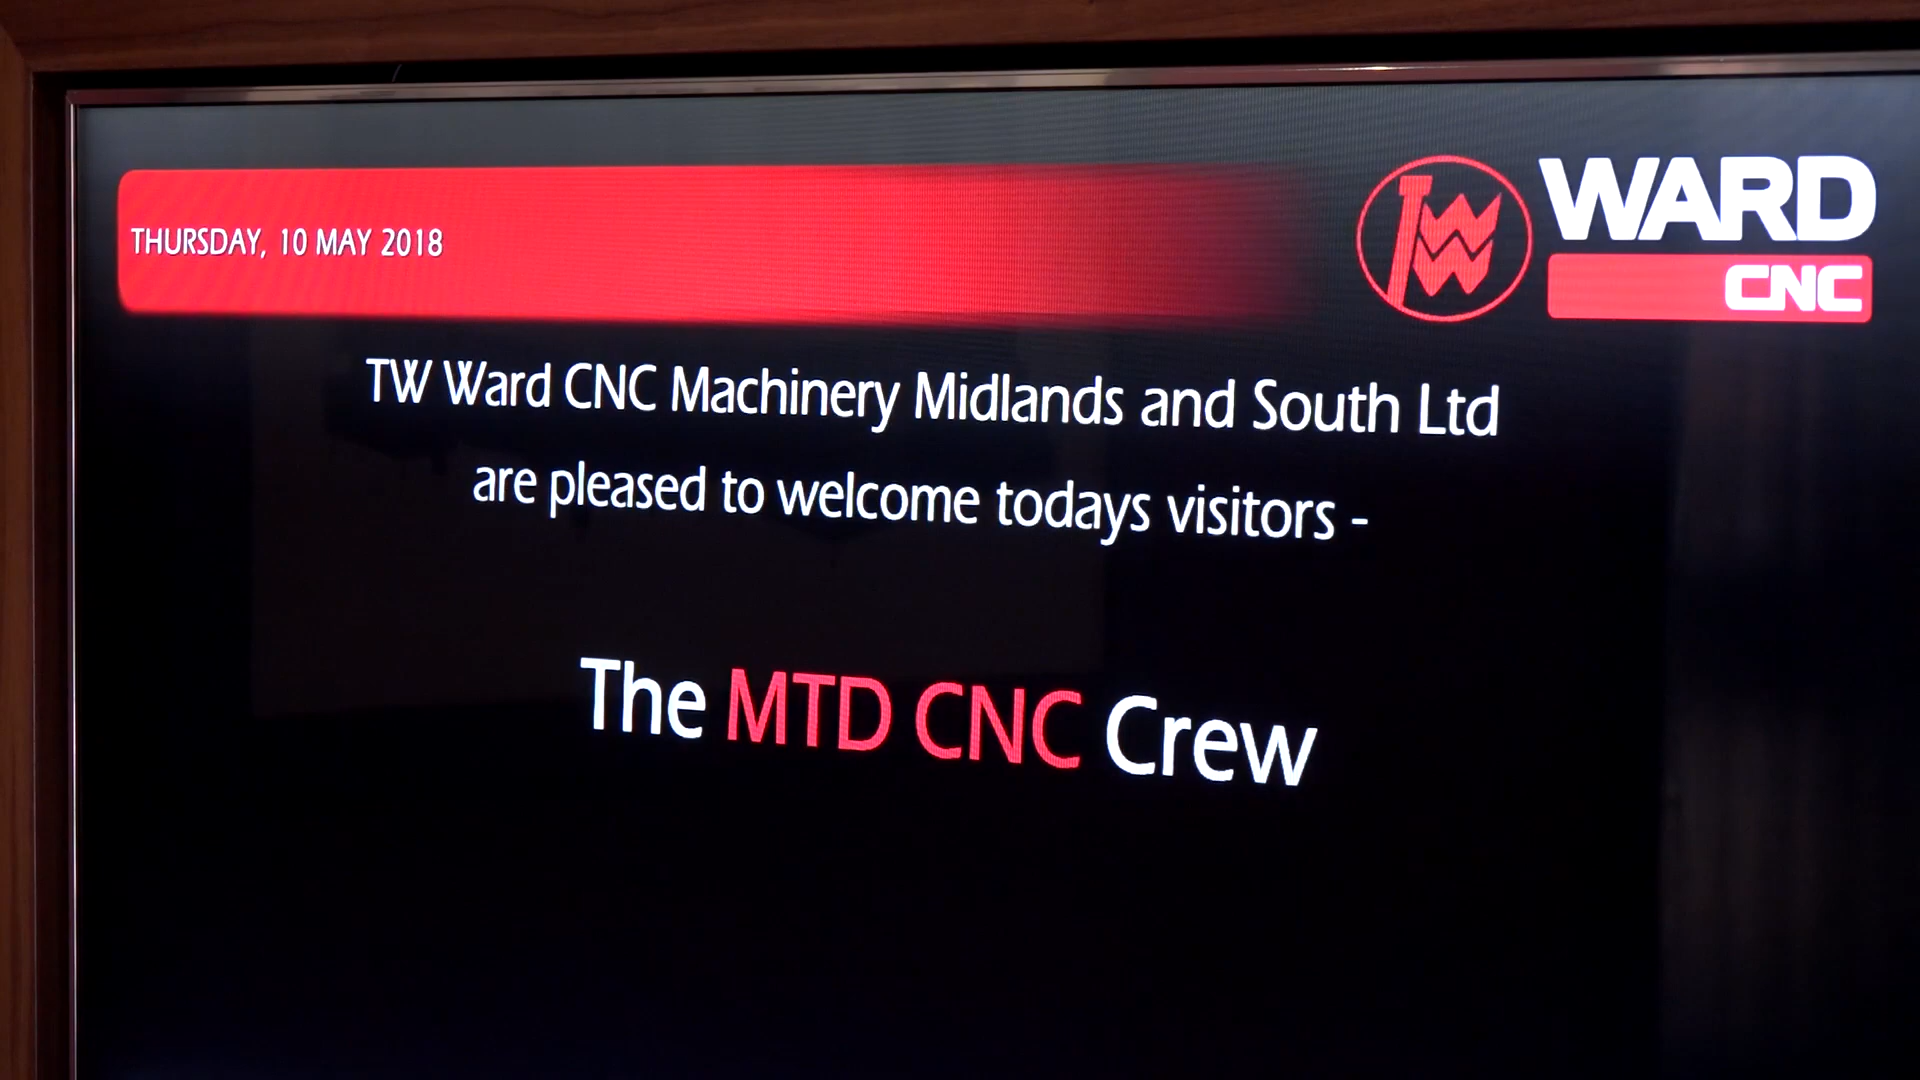 THURSDAY, 10 MAY 2018
TWW
WARD
CNC
TW Ward CNC Machinery Midlands and South Ltd
are pleased to welcome todays visitors -
The MTD CNC Crew